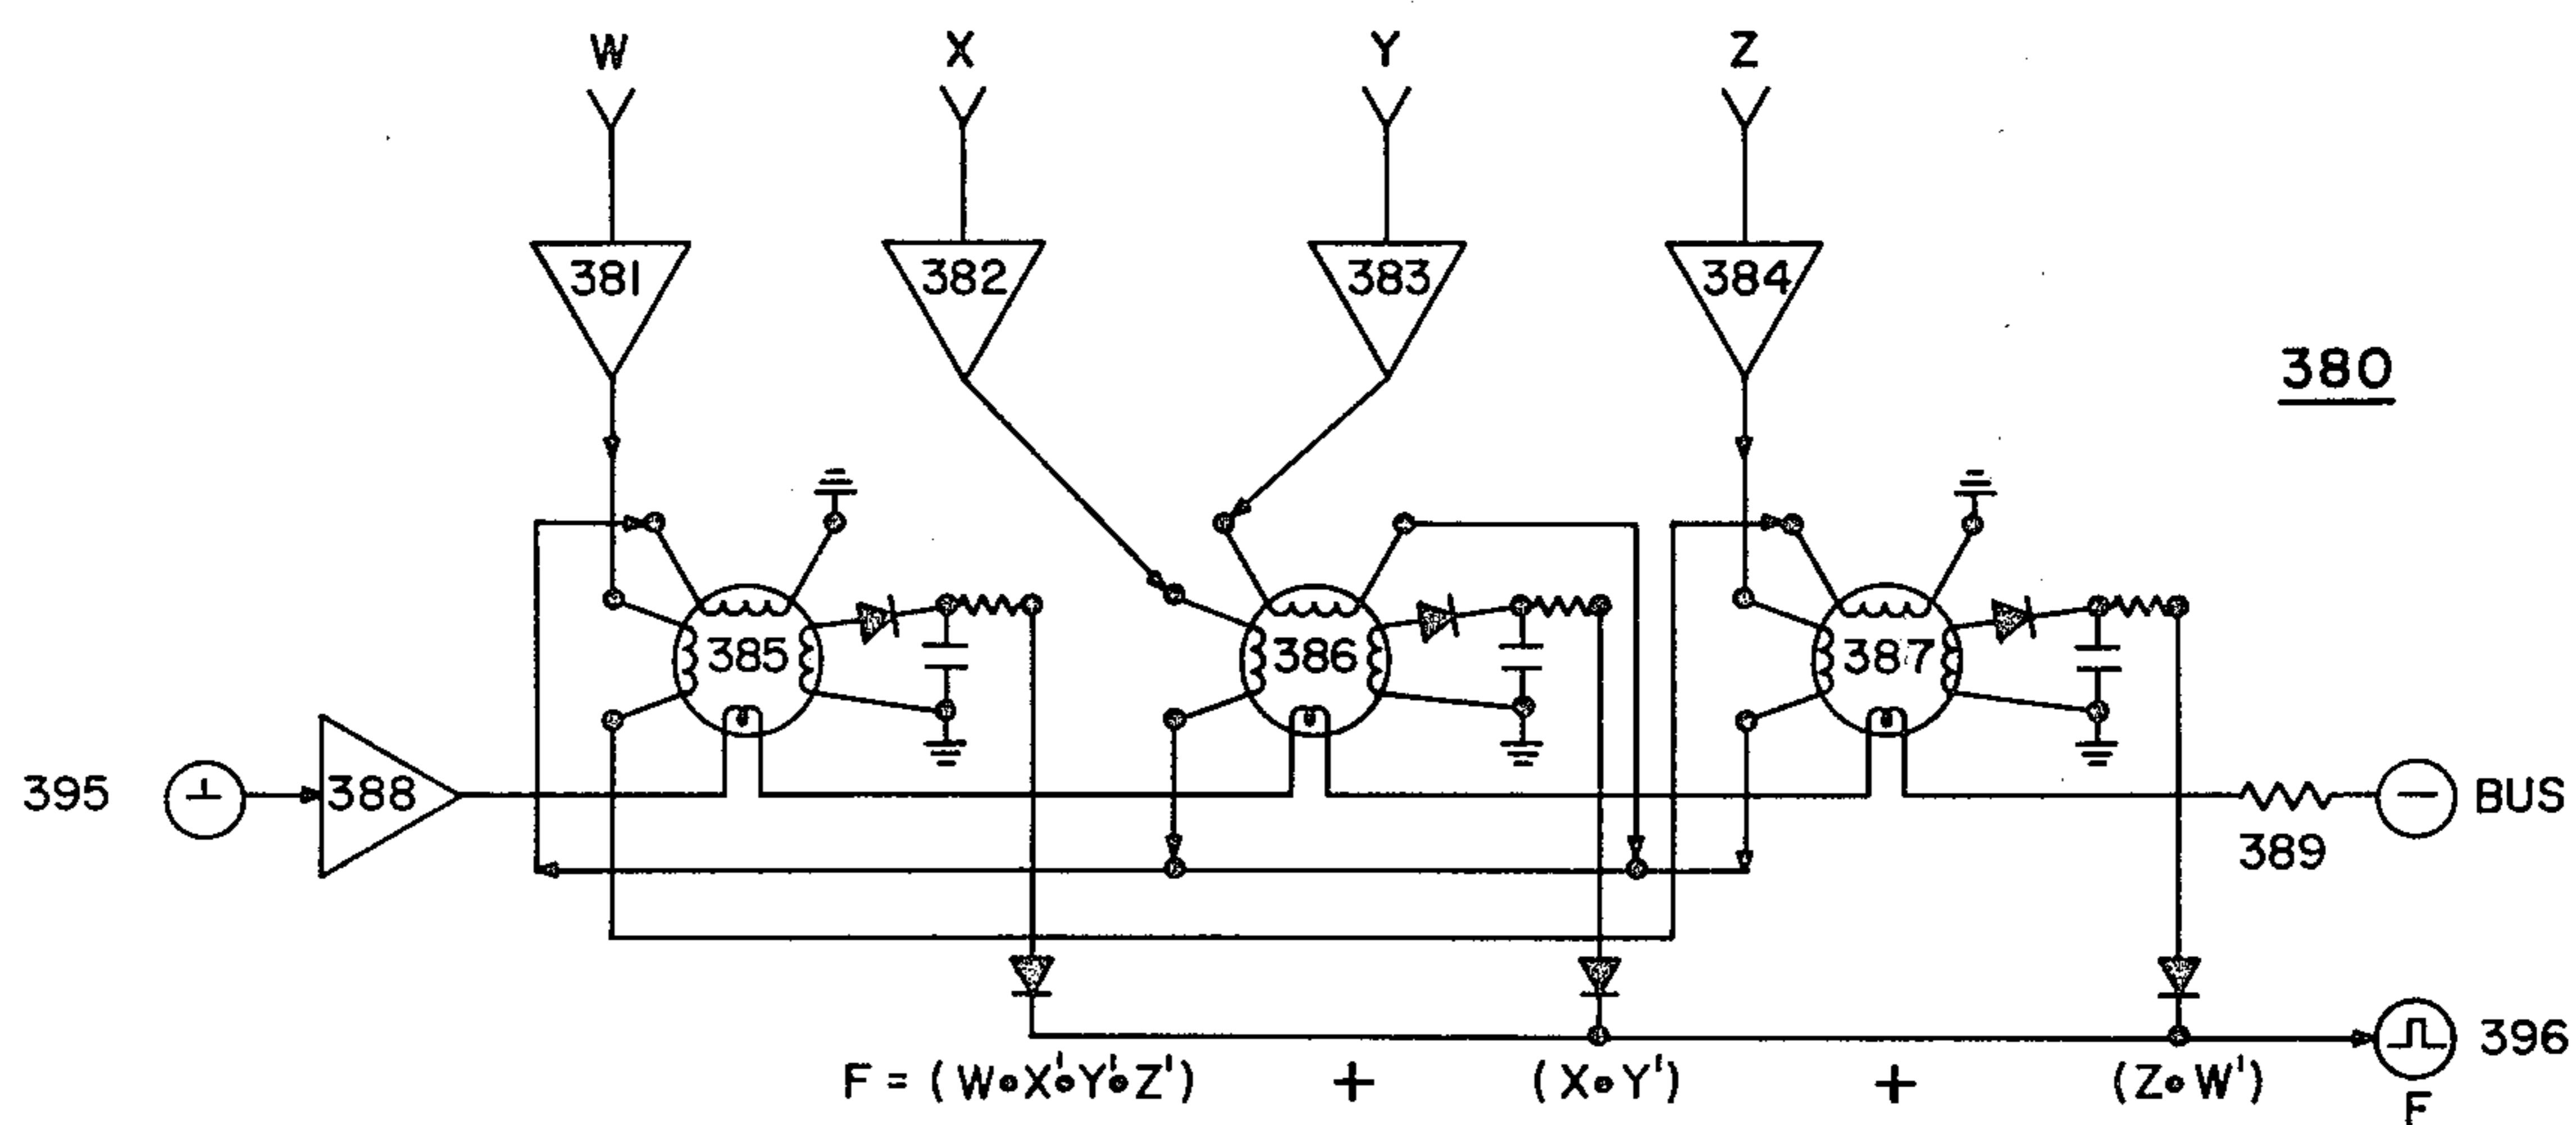 W X Y Z
381 382 383 384
380
385 386 387
395 388 BUS
389
396
F = (W∘X'∘Y'∘Z') + (X∘Y') + (Z∘W')
F